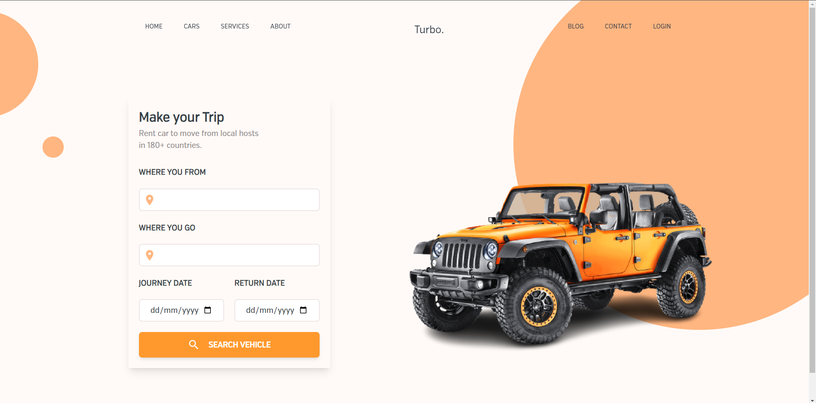 HOME CARS SERVICES ABOUT Turbo. BLOG CONTACT LOGIN
Make your Trip
Rent car to move from local hosts
in 180+ countries.
WHERE YOU FROM
WHERE YOU GO
JOURNEY DATE RETURN DATE
dd/mm/yyyy dd/mm/yyyy
SEARCH VEHICLE